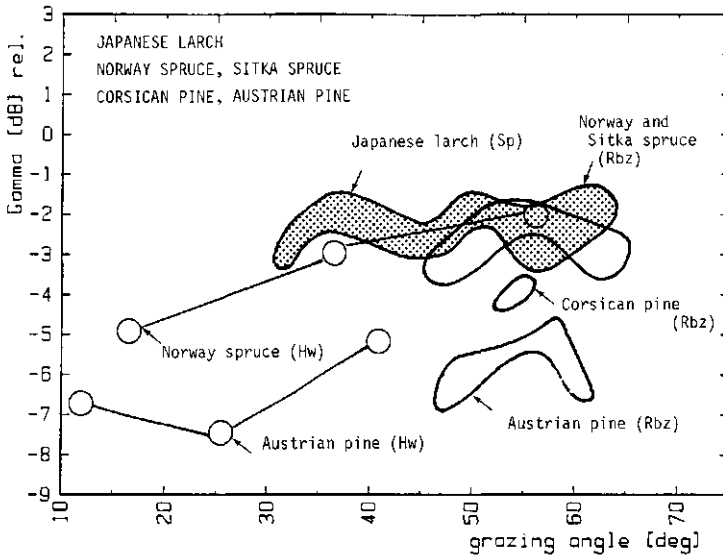 Gamma [dB] rel.
3
2
1
0
-1
-2
-3
-4
-5
-6
-7
-8
-9
JAPANESE LARCH
NORWAY SPRUCE, SITKA SPRUCE
CORSICAN PINE, AUSTRIAN PINE
Japanese larch (Sp)
Norway and
Sitka spruce
(Rbz)
Corsican pine
(Rbz)
Norway spruce (Hw)
Austrian pine (Hw)
Austrian pine (Rbz)
10
20
30
40
50
60
70
grazing angle [deg]